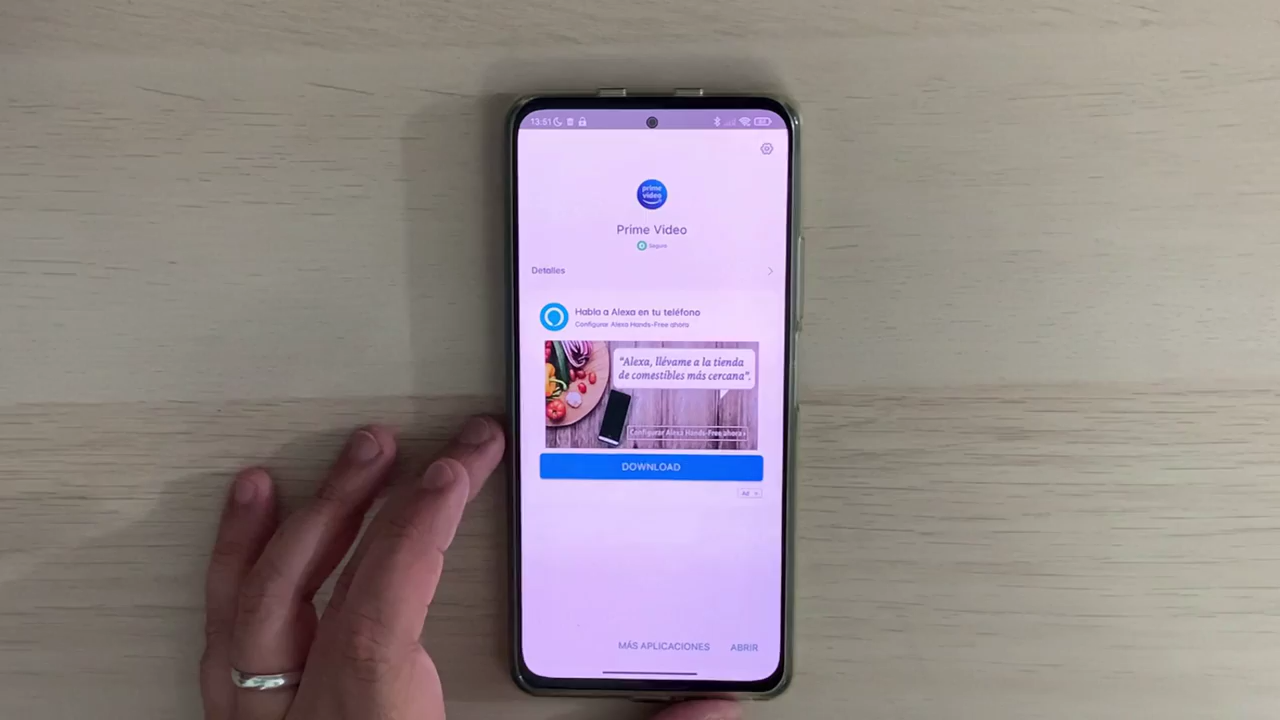 13:51
prime
video
Prime Video
Seguro
Detalles
Habla a Alexa en tu teléfono
Configurar Alexa Hands-Free ahora
"Alexa, llévame a la tienda
de comestibles más cercana".
Configurar Alexa Hands-Free ahora ›
DOWNLOAD
Ad
MÁS APLICACIONES
ABRIR